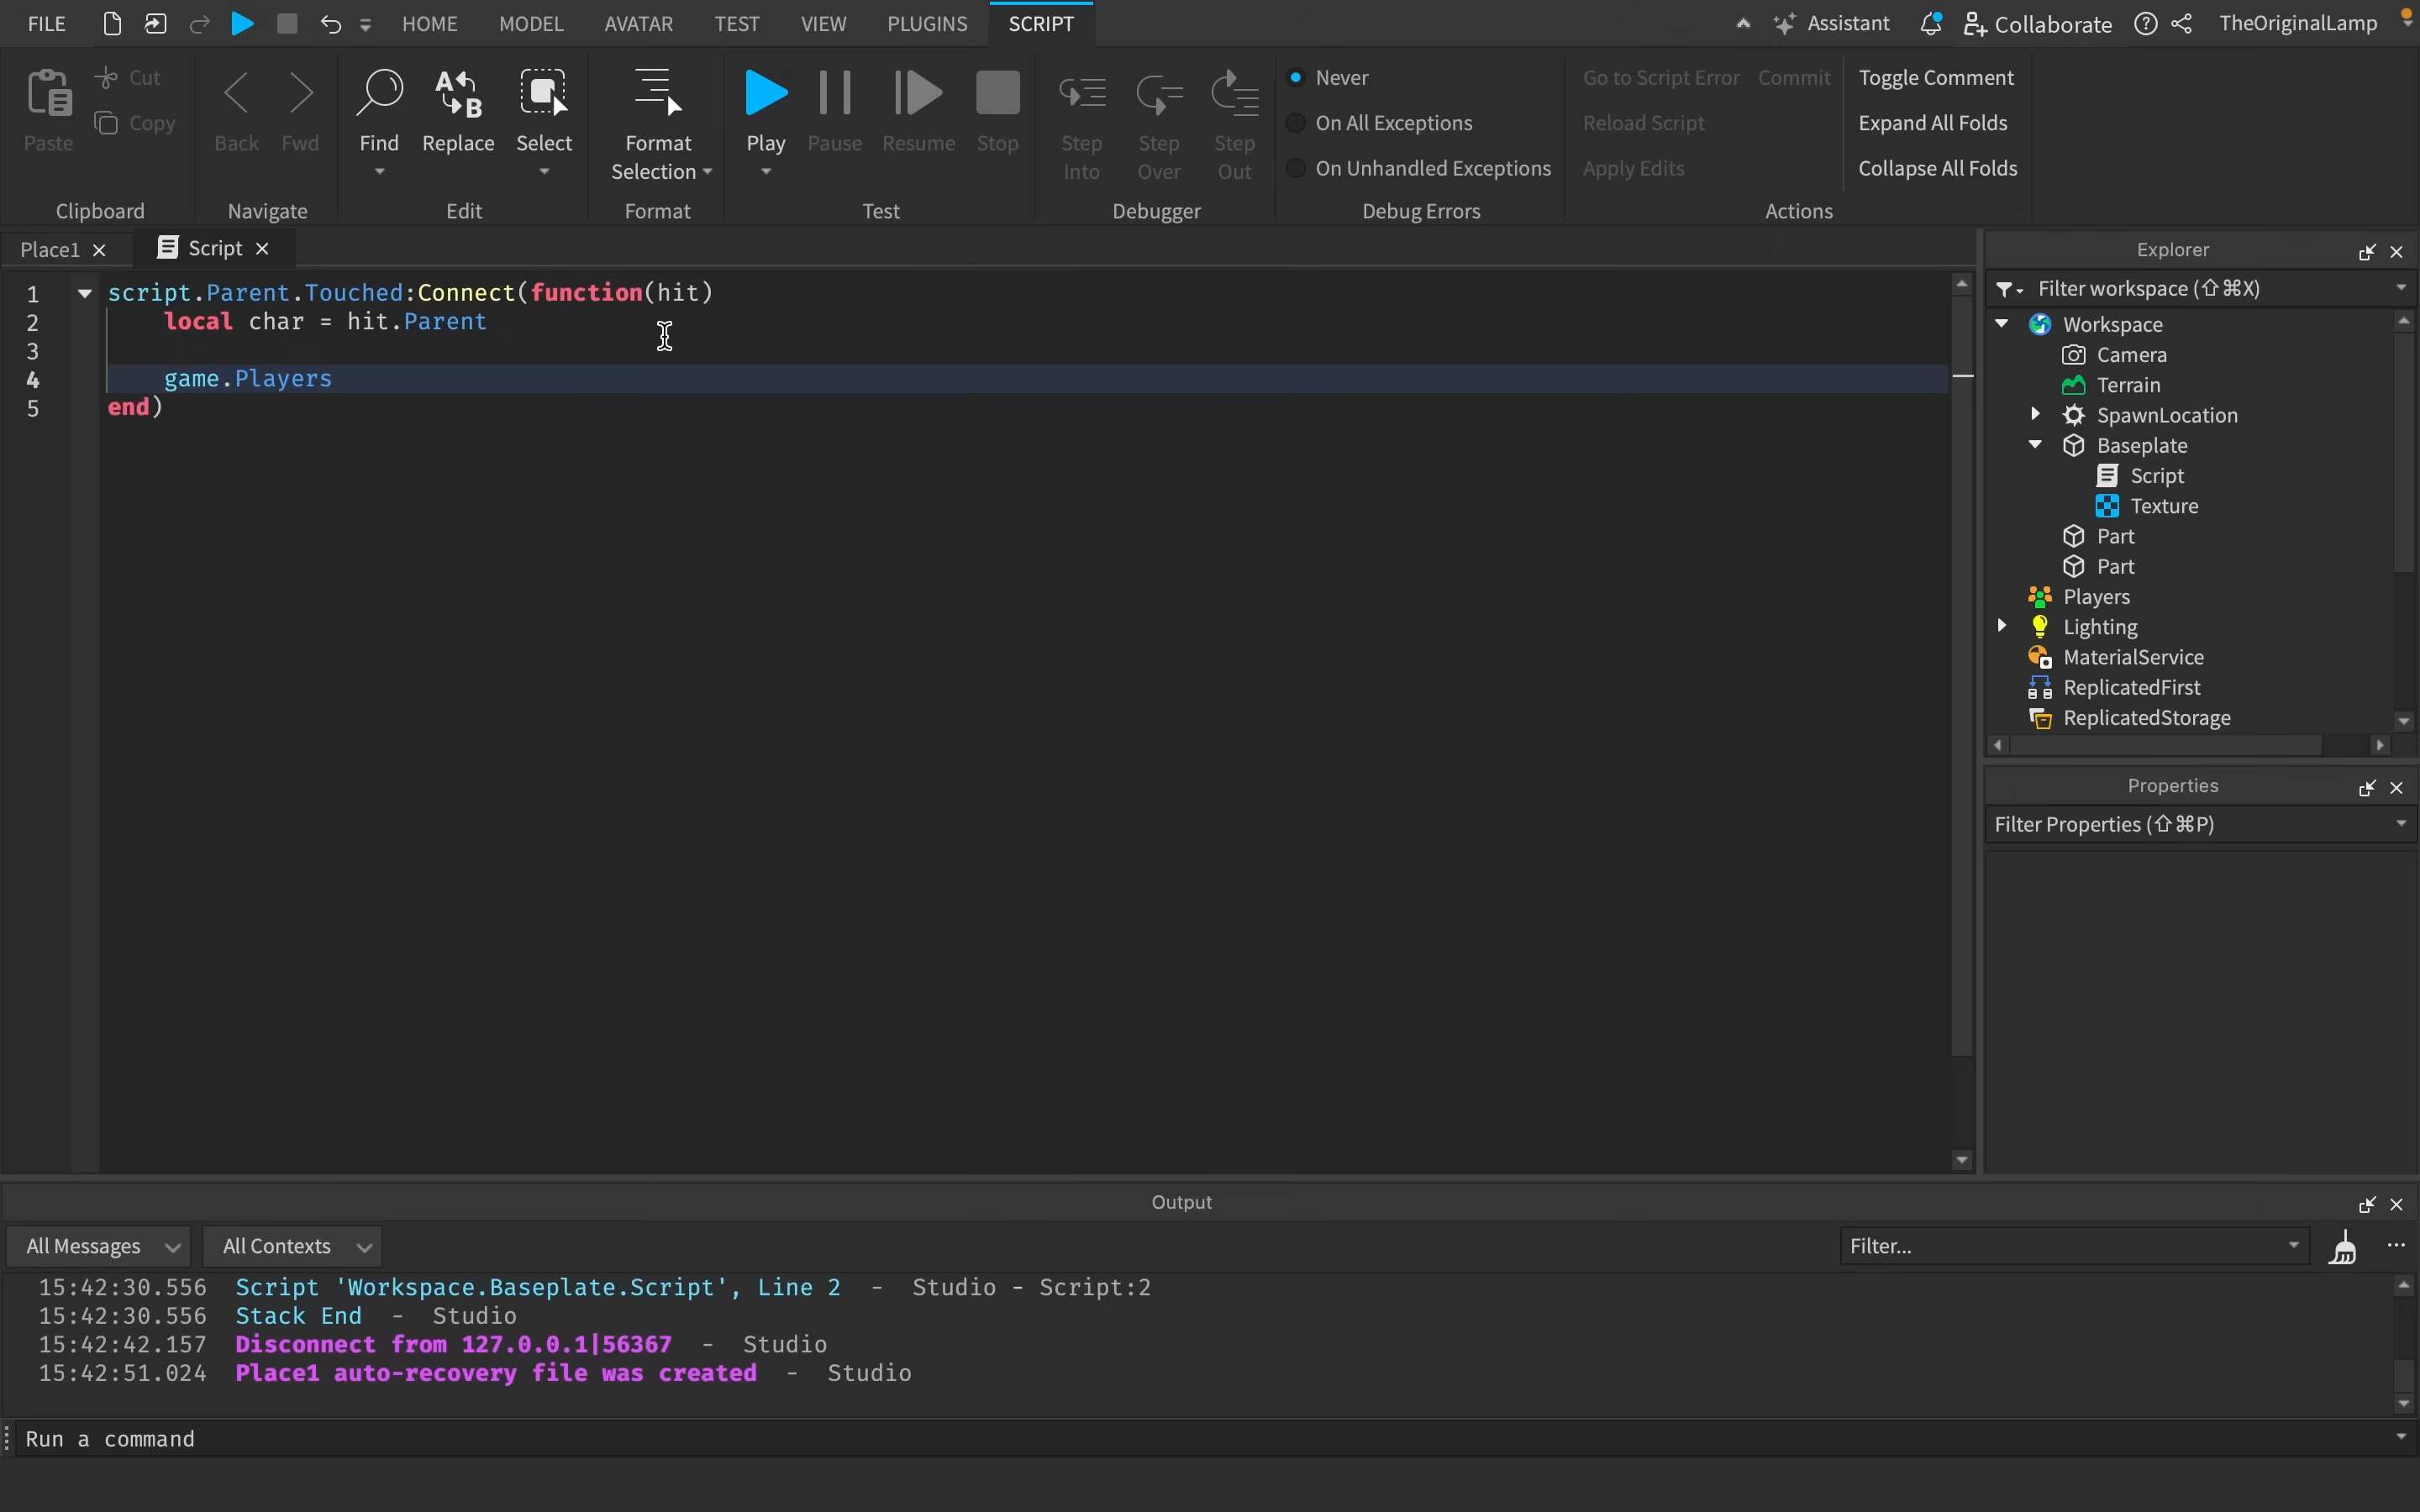 FILE HOME MODEL AVATAR TEST VIEW PLUGINS SCRIPT Assistant Collaborate TheOriginalLamp
Paste Cut Copy
Clipboard
Back Fwd
Navigate
Find Replace Select
Edit
Format Selection
Format
Play Pause Resume Stop
Test
Step Into Step Over Step Out
Debugger
Never
On All Exceptions
On Unhandled Exceptions
Debug Errors
Go to Script Error Commit
Reload Script
Apply Edits
Toggle Comment
Expand All Folds
Collapse All Folds
Actions
Place1 Script
1 script.Parent.Touched:Connect(function(hit)
2 local char = hit.Parent
3
4 game.Players
5 end)
Explorer
Filter workspace (⇧⌘X)
Workspace
Camera
Terrain
SpawnLocation
Baseplate
Script
Texture
Part
Part
Players
Lighting
MaterialService
ReplicatedFirst
ReplicatedStorage
Properties
Filter Properties (⇧⌘P)
Output
All Messages All Contexts Filter...
15:42:30.556 Script 'Workspace.Baseplate.Script', Line 2 - Studio - Script:2
15:42:30.556 Stack End - Studio
15:42:42.157 Disconnect from 127.0.0.1|56367 - Studio
15:42:51.024 Place1 auto-recovery file was created - Studio
Run a command